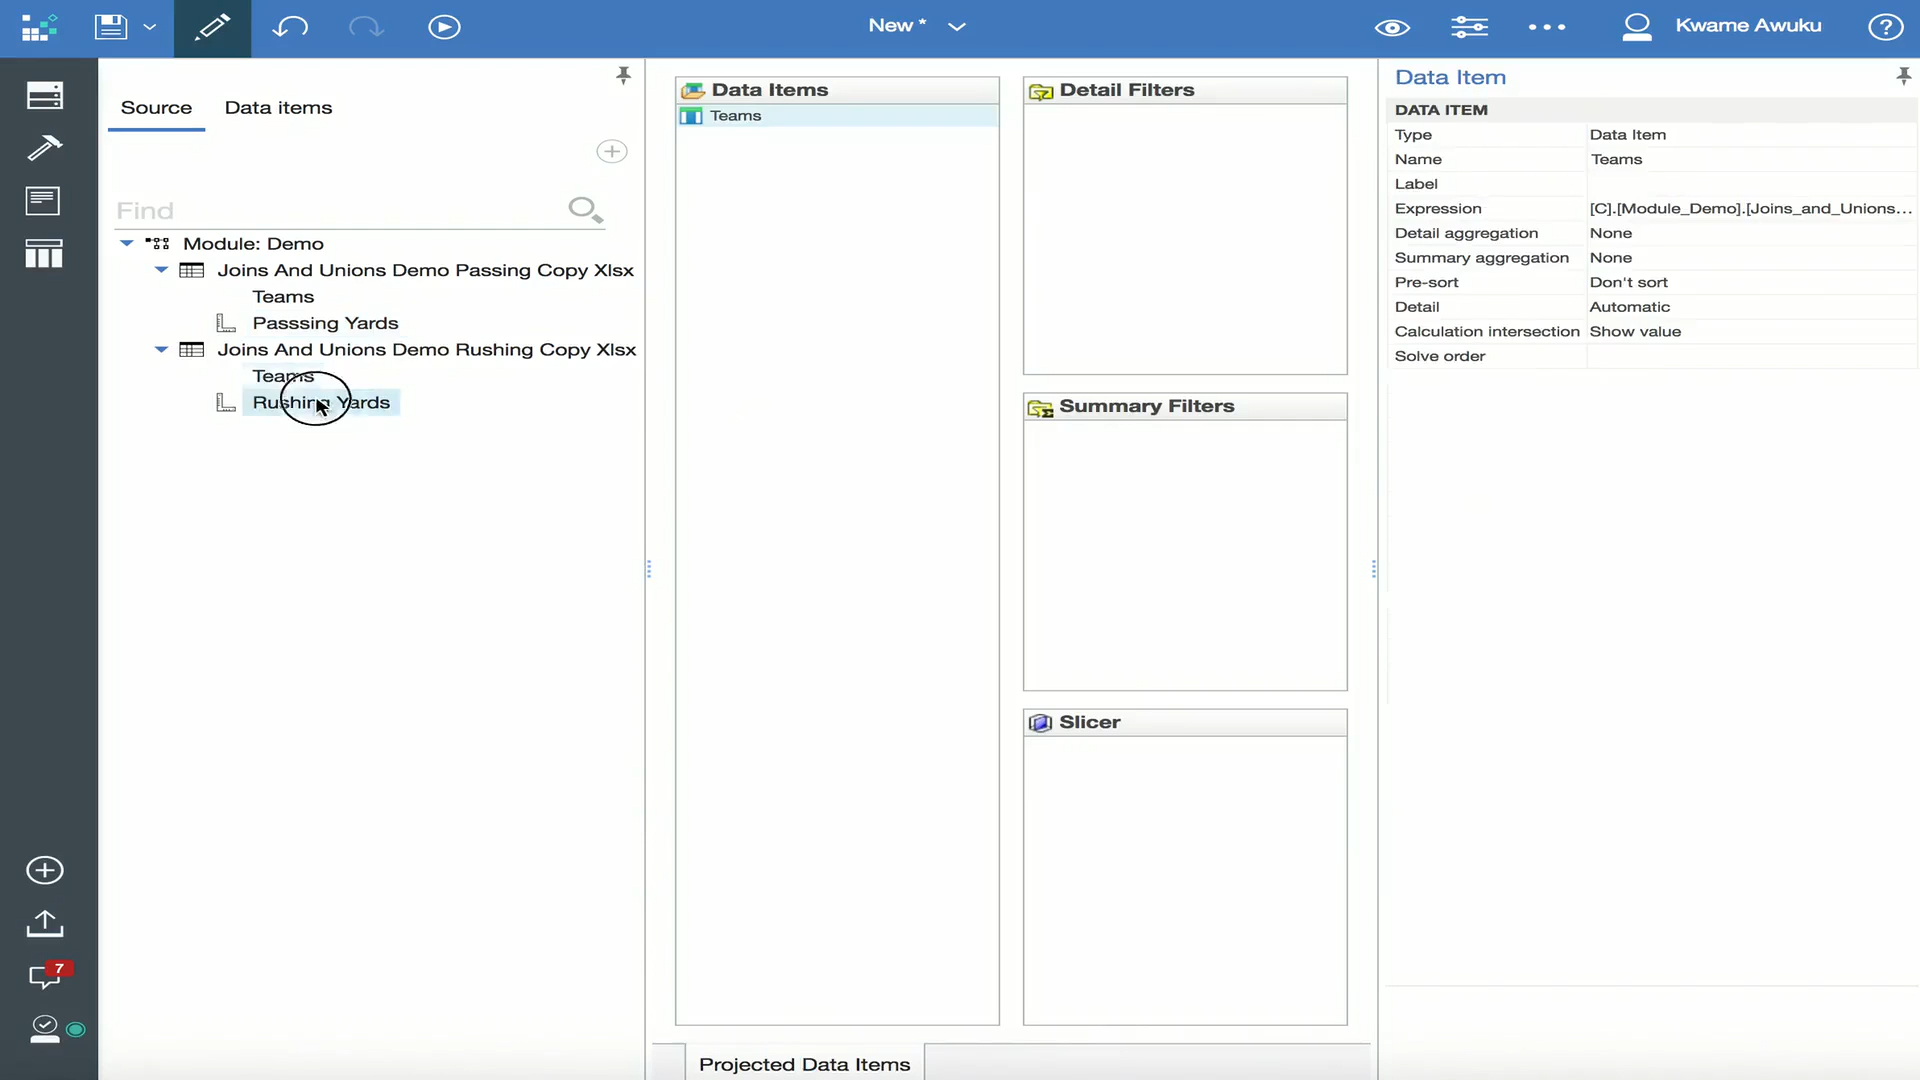 New *
Kwame Awuku
?
Source
Data items
Find
Module: Demo
Joins And Unions Demo Passing Copy Xlsx
Teams
Passsing Yards
Joins And Unions Demo Rushing Copy Xlsx
Teams
Rushing Yards
7
Data Items
Teams
Detail Filters
Summary Filters
Slicer
Projected Data Items
Data Item
DATA ITEM
Type Data Item
Name Teams
Label
Expression [C].[Module_Demo].[Joins_and_Unions...
Detail aggregation None
Summary aggregation None
Pre-sort Don't sort
Detail Automatic
Calculation intersection Show value
Solve order